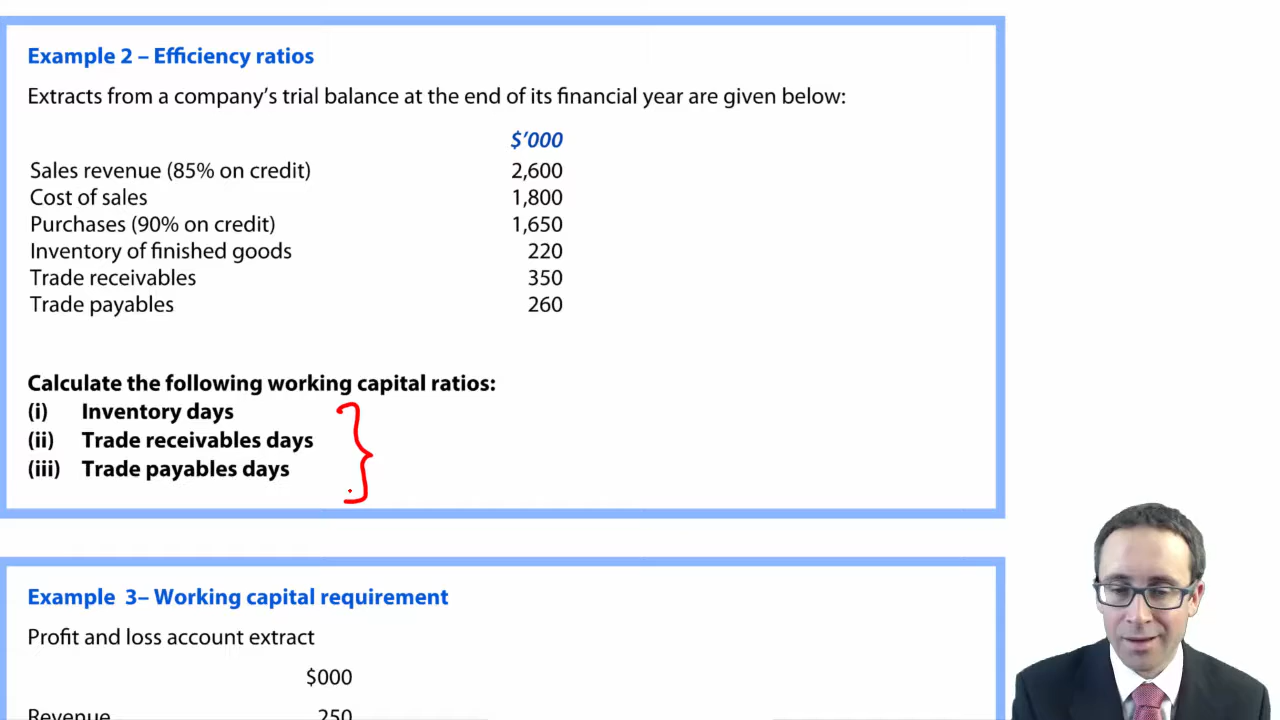 Example 2 – Efficiency ratios
Extracts from a company's trial balance at the end of its financial year are given below:
$'000
Sales revenue (85% on credit) 2,600
Cost of sales 1,800
Purchases (90% on credit) 1,650
Inventory of finished goods 220
Trade receivables 350
Trade payables 260
Calculate the following working capital ratios:
(i) Inventory days
(ii) Trade receivables days
(iii) Trade payables days
Example 3– Working capital requirement
Profit and loss account extract
$000
Revenue 250